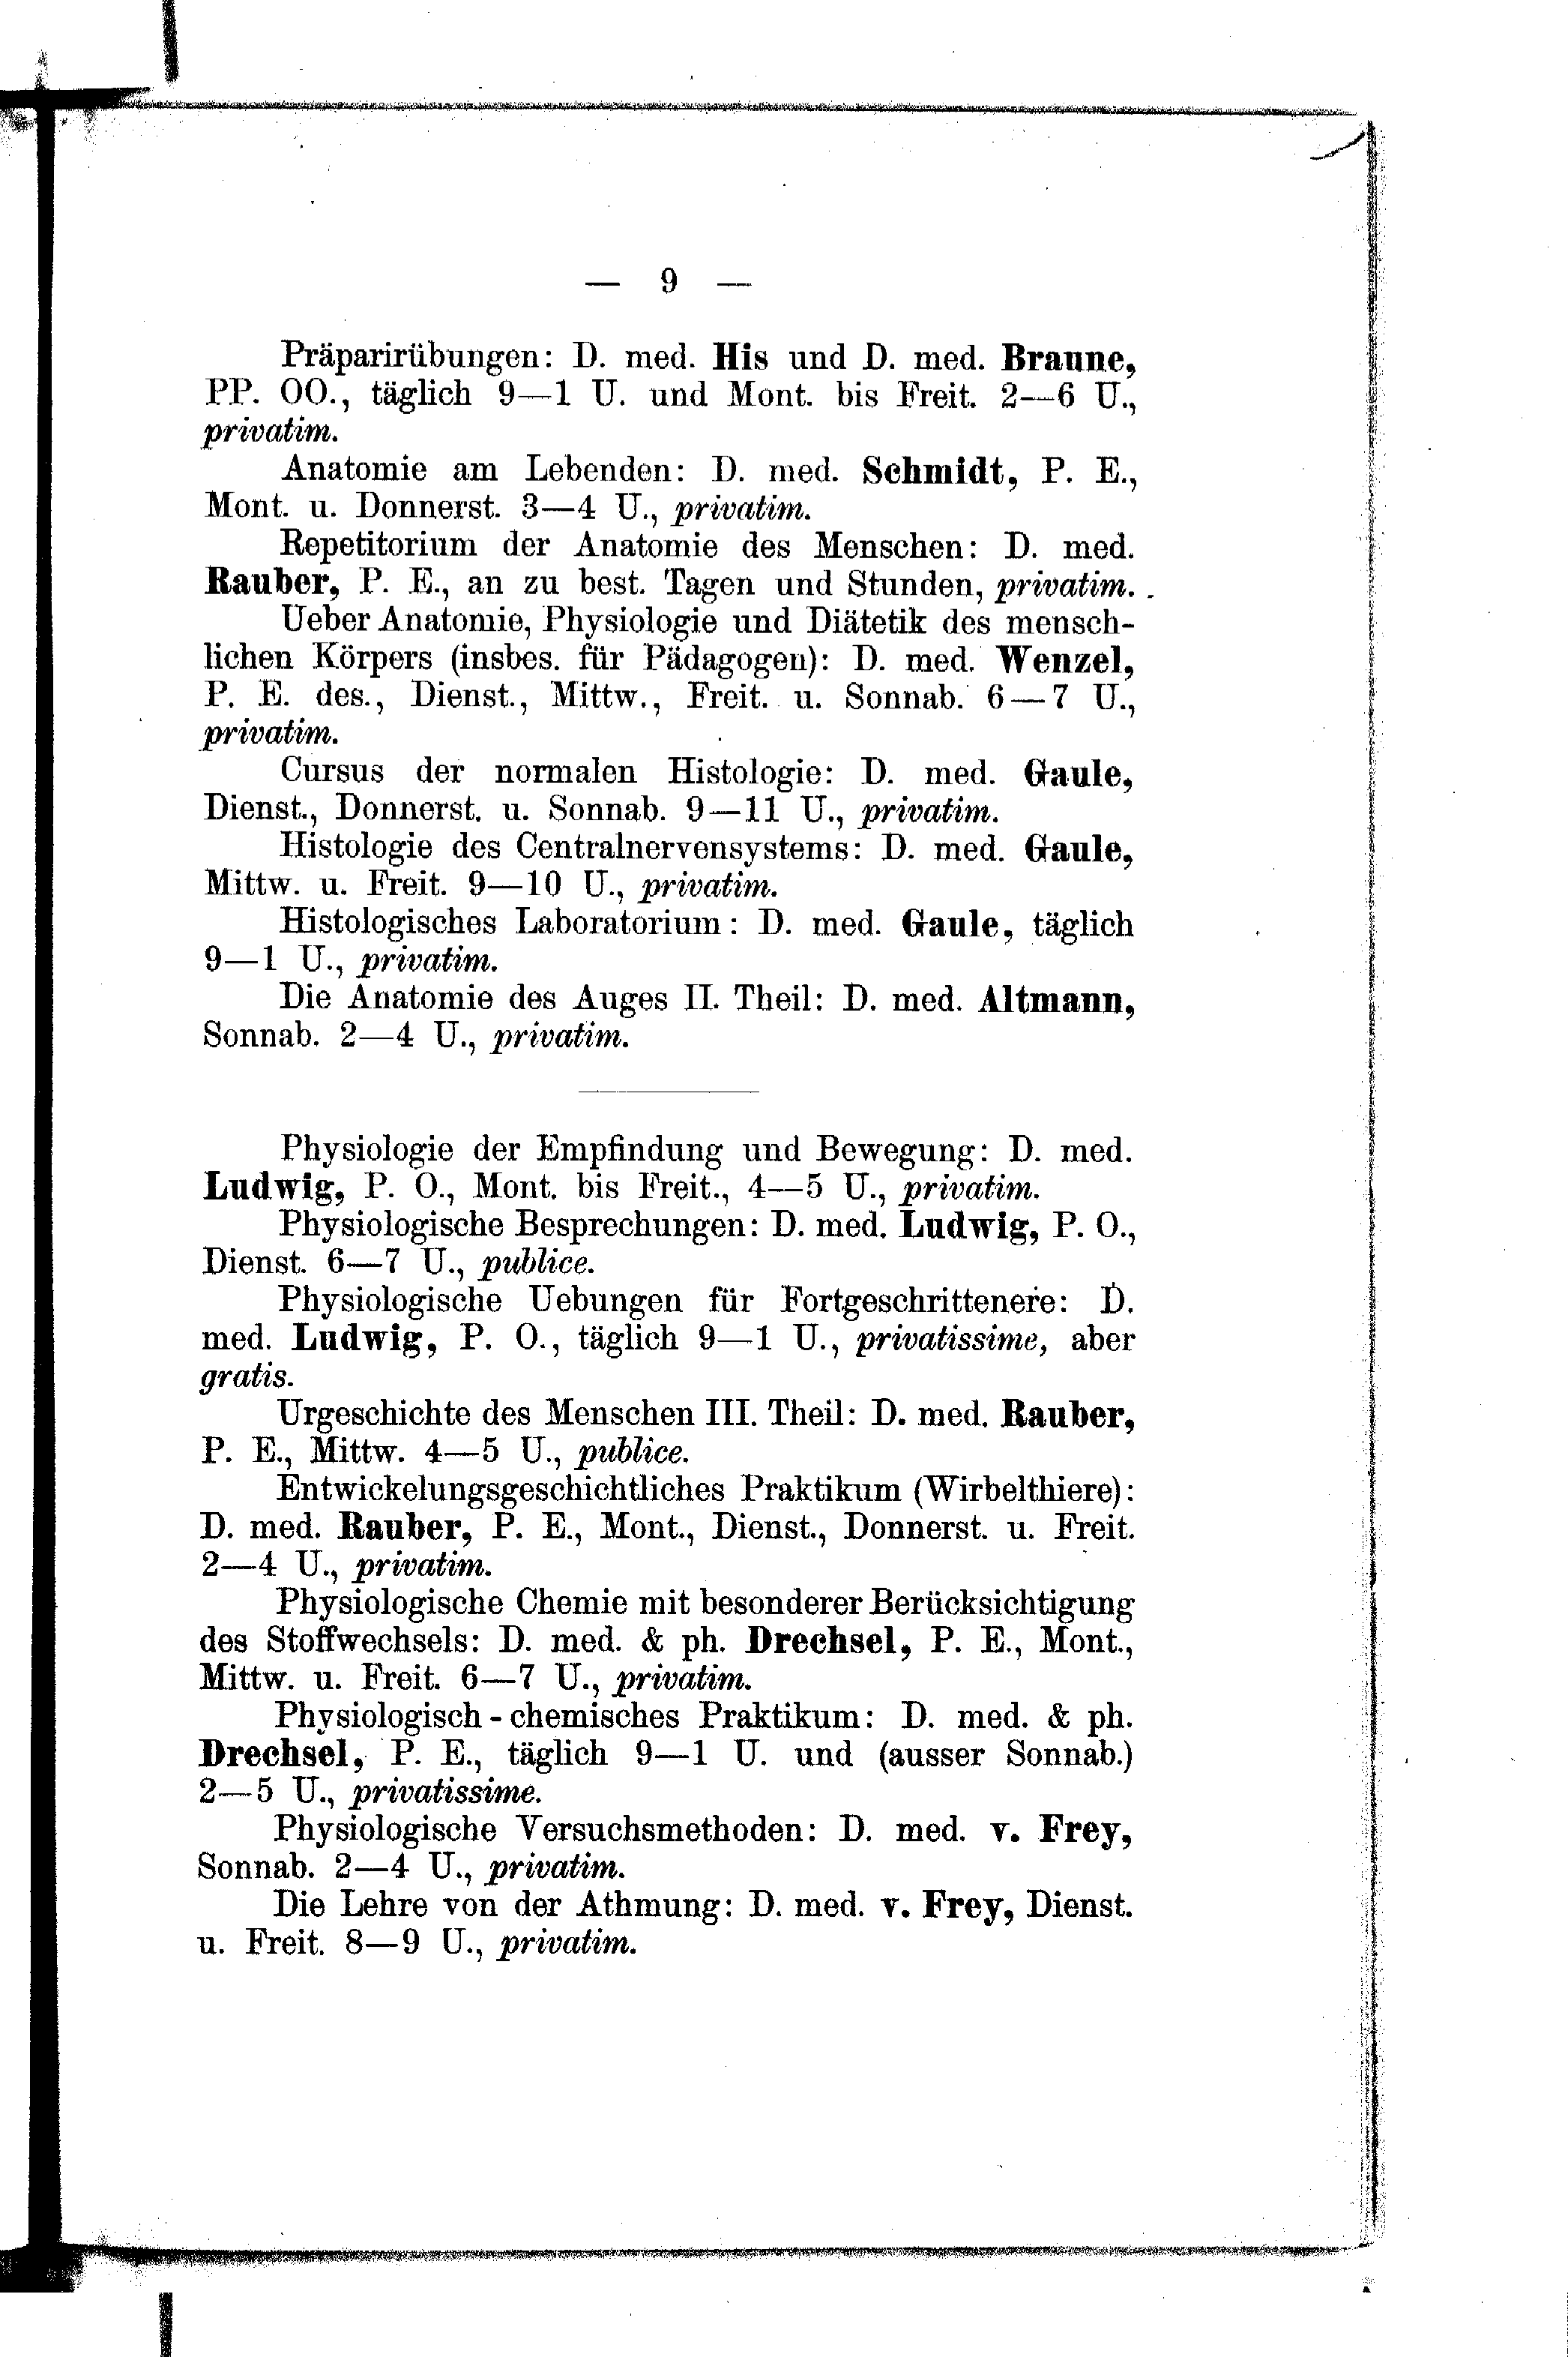 — 9 —
Präparirübungen: D. med. His und D. med. Braune,
PP. OO., täglich 9—1 U. und Mont. bis Freit. 2—6 U.,
privatim.
Anatomie am Lebenden: D. med. Schmidt, P. E.,
Mont. u. Donnerst. 3—4 U., privatim.
Repetitorium der Anatomie des Menschen: D. med.
Rauber, P. E., an zu best. Tagen und Stunden, privatim.
Ueber Anatomie, Physiologie und Diätetik des mensch-
lichen Körpers (insbes. für Pädagogen): D. med. Wenzel,
P. E. des., Dienst., Mittw., Freit. u. Sonnab. 6—7 U.,
privatim.
Cursus der normalen Histologie: D. med. Gaule,
Dienst., Donnerst. u. Sonnab. 9—11 U., privatim.
Histologie des Centralnervensystems: D. med. Gaule,
Mittw. u. Freit. 9—10 U., privatim.
Histologisches Laboratorium: D. med. Gaule, täglich
9—1 U., privatim.
Die Anatomie des Auges II. Theil: D. med. Altmann,
Sonnab. 2—4 U., privatim.
Physiologie der Empfindung und Bewegung: D. med.
Ludwig, P. O., Mont. bis Freit., 4—5 U., privatim.
Physiologische Besprechungen: D. med. Ludwig, P. O.,
Dienst. 6—7 U., publice.
Physiologische Uebungen für Fortgeschrittenere: D.
med. Ludwig, P. O., täglich 9—1 U., privatissime, aber
gratis.
Urgeschichte des Menschen III. Theil: D. med. Rauber,
P. E., Mittw. 4—5 U., publice.
Entwickelungsgeschichtliches Praktikum (Wirbelthiere):
D. med. Rauber, P. E., Mont., Dienst., Donnerst. u. Freit.
2—4 U., privatim.
Physiologische Chemie mit besonderer Berücksichtigung
des Stoffwechsels: D. med. & ph. Drechsel, P. E., Mont.,
Mittw. u. Freit. 6—7 U., privatim.
Physiologisch-chemisches Praktikum: D. med. & ph.
Drechsel, P. E., täglich 9—1 U. und (ausser Sonnab.)
2—5 U., privatissime.
Physiologische Versuchsmethoden: D. med. v. Frey,
Sonnab. 2—4 U., privatim.
Die Lehre von der Athmung: D. med. v. Frey, Dienst.
u. Freit. 8—9 U., privatim.